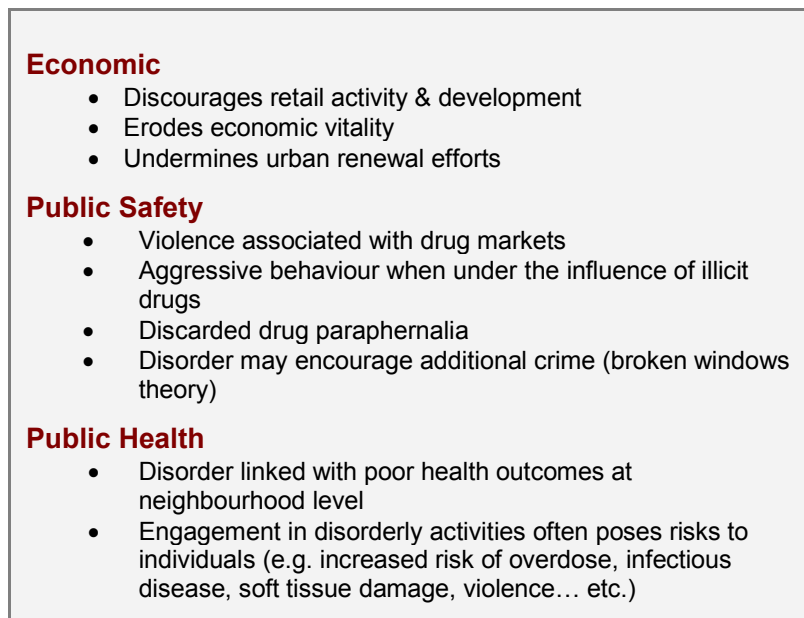 Economic
• Discourages retail activity & development
• Erodes economic vitality
• Undermines urban renewal efforts
Public Safety
• Violence associated with drug markets
• Aggressive behaviour when under the influence of illicit
drugs
• Discarded drug paraphernalia
• Disorder may encourage additional crime (broken windows
theory)
Public Health
• Disorder linked with poor health outcomes at
neighbourhood level
• Engagement in disorderly activities often poses risks to
individuals (e.g. increased risk of overdose, infectious
disease, soft tissue damage, violence… etc.)